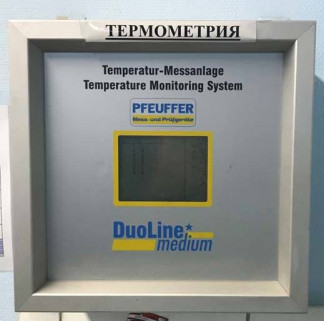 ТЕРМОМЕТРИЯ
Temperatur-Messanlage
Temperature Monitoring System
PFEUFFER
Mess- und Prüfgeräte
DuoLine
medium